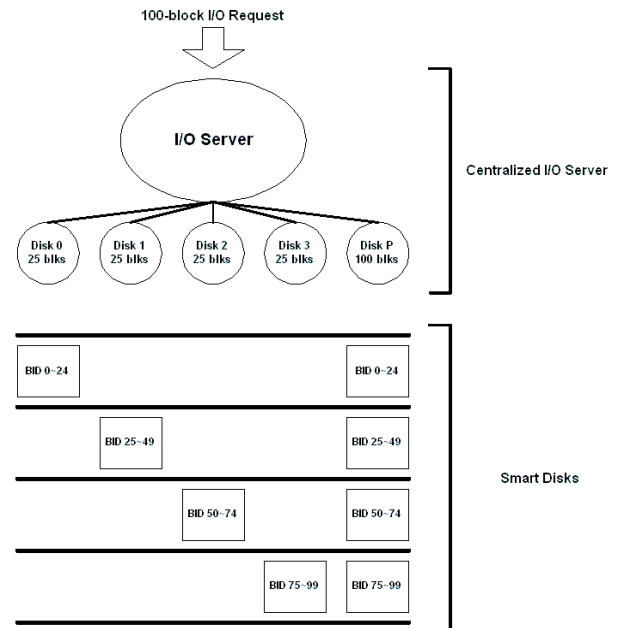 100-block I/O Request
I/O Server
Centralized I/O Server
Disk 0
25 blks
Disk 1
25 blks
Disk 2
25 blks
Disk 3
25 blks
Disk P
100 blks
BID 0~24
BID 0~24
BID 25~49
BID 25~49
Smart Disks
BID 50~74
BID 50~74
BID 75~99
BID 75~99